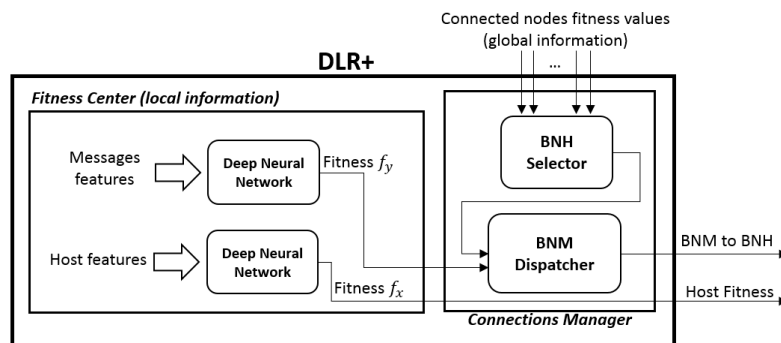 Connected nodes fitness values
(global information)
...
DLR+
Fitness Center (local information)
Messages
features
Deep Neural
Network
Fitness f_y
Host features
Deep Neural
Network
Fitness f_x
BNH
Selector
BNM
Dispatcher
Connections Manager
BNM to BNH
Host Fitness